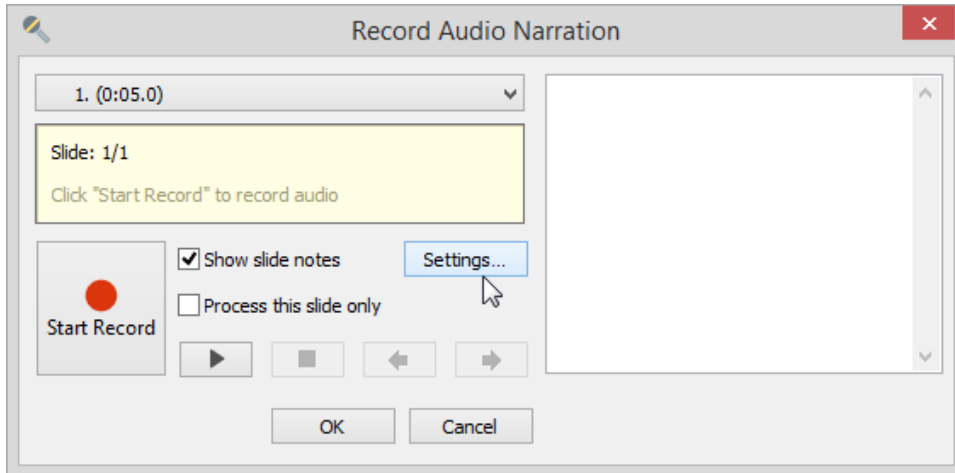 Record Audio Narration
1. (0:05.0)
Slide: 1/1
Click "Start Record" to record audio
Show slide notes
Settings...
Process this slide only
Start Record
OK
Cancel